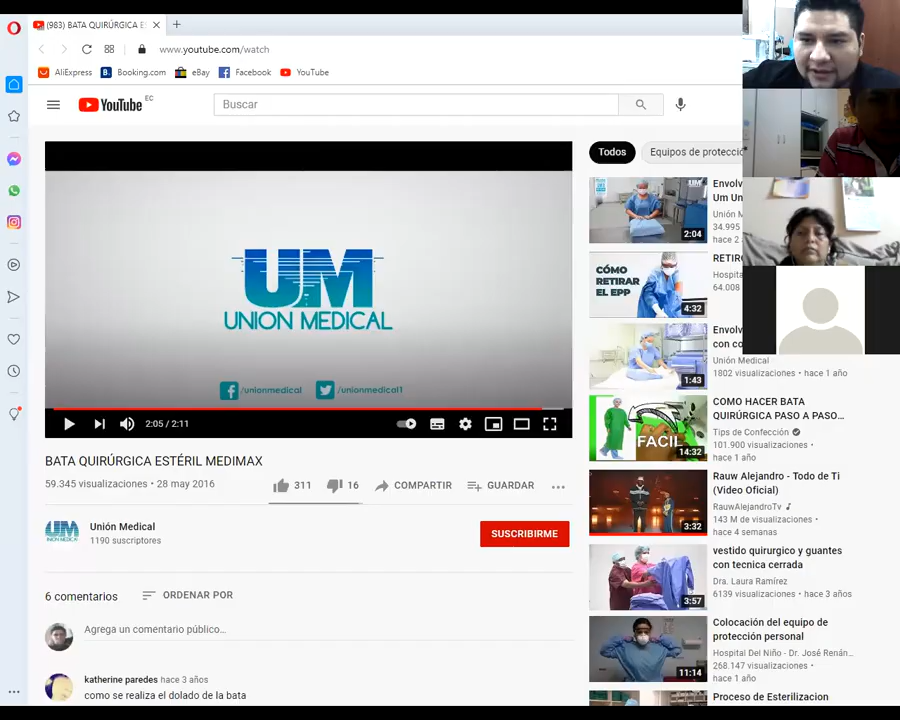 (983) BATA QUIRÚRGICA E
www.youtube.com/watch
AliExpress
Booking.com
eBay
Facebook
YouTube
YouTube EC
Buscar
UM
UNION MEDICAL
/unionmedical
/unionmedical1
2:05 / 2:11
BATA QUIRÚRGICA ESTÉRIL MEDIMAX
59.345 visualizaciones • 28 may 2016
311
16
COMPARTIR
GUARDAR
UM
Unión Medical
1190 suscriptores
SUSCRIBIRME
6 comentarios
ORDENAR POR
Agrega un comentario público...
katherine paredes hace 3 años
como se realiza el dolado de la bata
Todos
Equipos de protecció
2:04
Envolv
Um Un
Unión M
34.995
hace 2
CÓMO
RETIRAR
EL EPP
4:32
RETIRO
Hospital
64.008
1:43
Envolv
con co
Unión Medical
1802 visualizaciones • hace 1 año
FACIL
14:32
COMO HACER BATA
QUIRÚRGICA PASO A PASO...
Tips de Confección
101.900 visualizaciones •
hace 1 año
3:32
Rauw Alejandro - Todo de Ti
(Video Oficial)
RauwAlejandroTv
143 M de visualizaciones •
hace 4 semanas
3:57
vestido quirurgico y guantes
con tecnica cerrada
Dra. Laura Ramírez
6139 visualizaciones • hace 3 años
11:14
Colocación del equipo de
protección personal
Hospital Del Niño - Dr. José Renán...
268.147 visualizaciones •
hace 1 año
Proceso de Esterilizacion